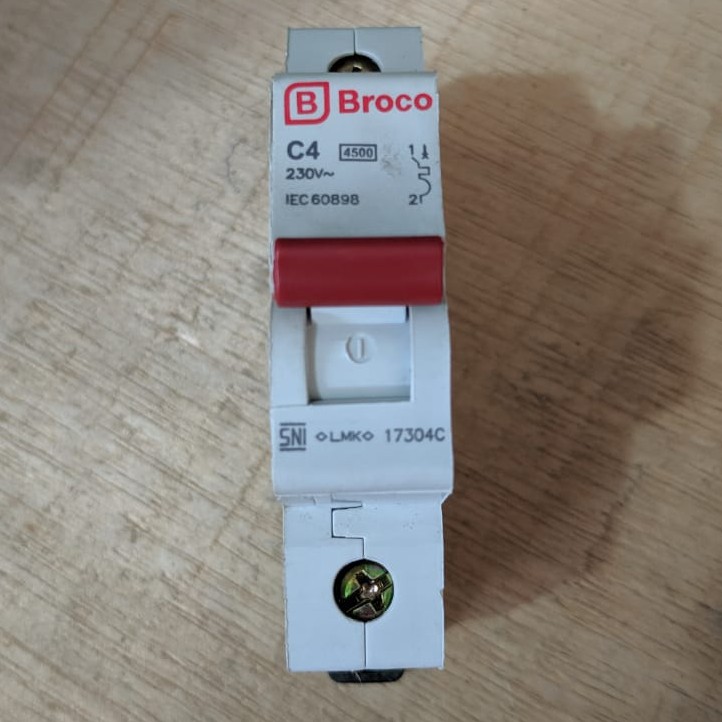 B Broco
C4 4500 1
230V~
IEC 60898 2
I
SNI LMK 17304C